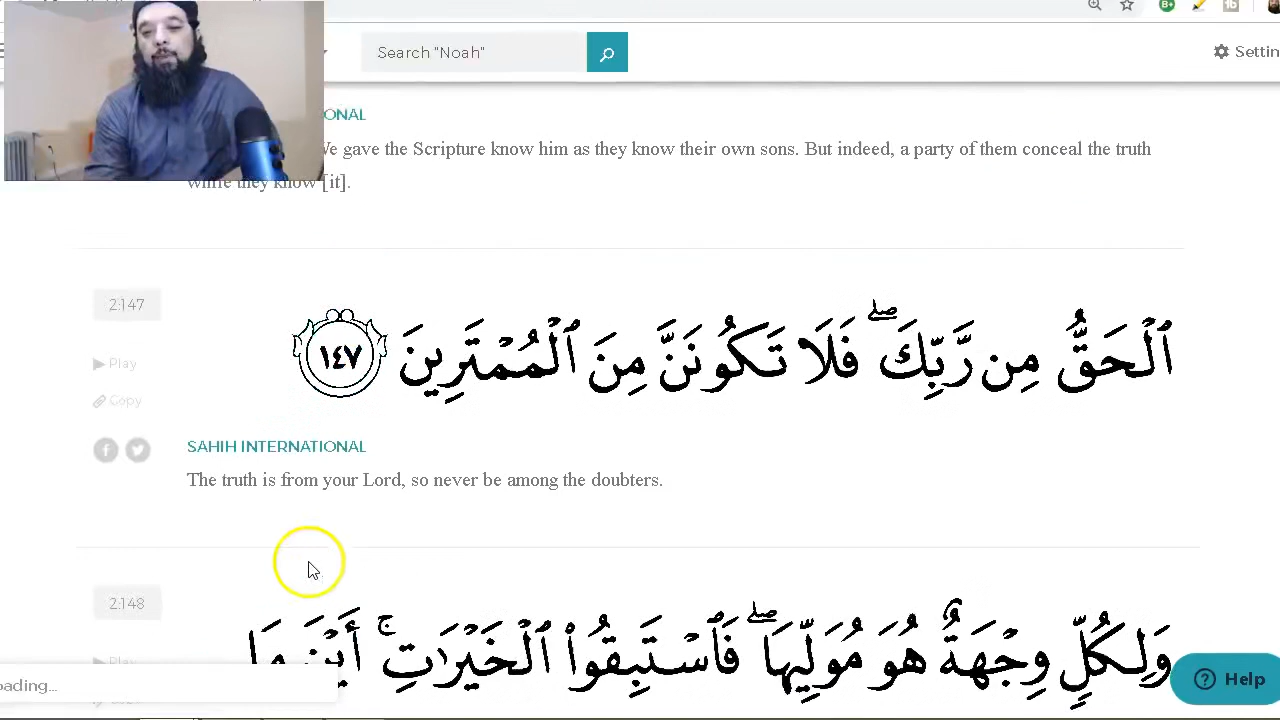 Search "Noah"
Settin
ONAL
Ve gave the Scripture know him as they know their own sons. But indeed, a party of them conceal the truth
while they know [it].
2:147
ٱلْحَقُّ مِن رَّبِّكَ ۖ فَلَا تَكُونَنَّ مِنَ ٱلْمُمْتَرِينَ ١٤٧
Play
Copy
SAHIH INTERNATIONAL
The truth is from your Lord, so never be among the doubters.
2:148
وَلِكُلٍّ وِجْهَةٌ هُوَ مُوَلِّيهَا ۖ فَٱسْتَبِقُوا۟ ٱلْخَيْرَٰتِ ۚ أَيْنَ مَا
Play
oading...
Help